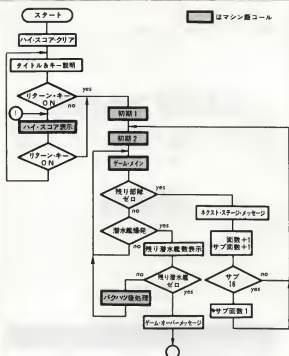 スタート
はマシン語コール
ハイ・スコア・クリア
タイトル&キー説明
リターン・キー
ON
yes
no
1
ハイ・スコア表示
リターン・キー
ON
yes
no
初期1
初期2
ゲーム・メイン
残り部隊
ゼロ
yes
no
ネクスト・ステージ・メッセージ
潜水艦爆発
yes
no
面数+1
サブ面数+1
残り潜水艦数表示
残り潜水艦
ゼロ
no
yes
サブ
16
no
yes
バクハツ後処理
サブ面数1
ゲーム・オーバーメッセージ